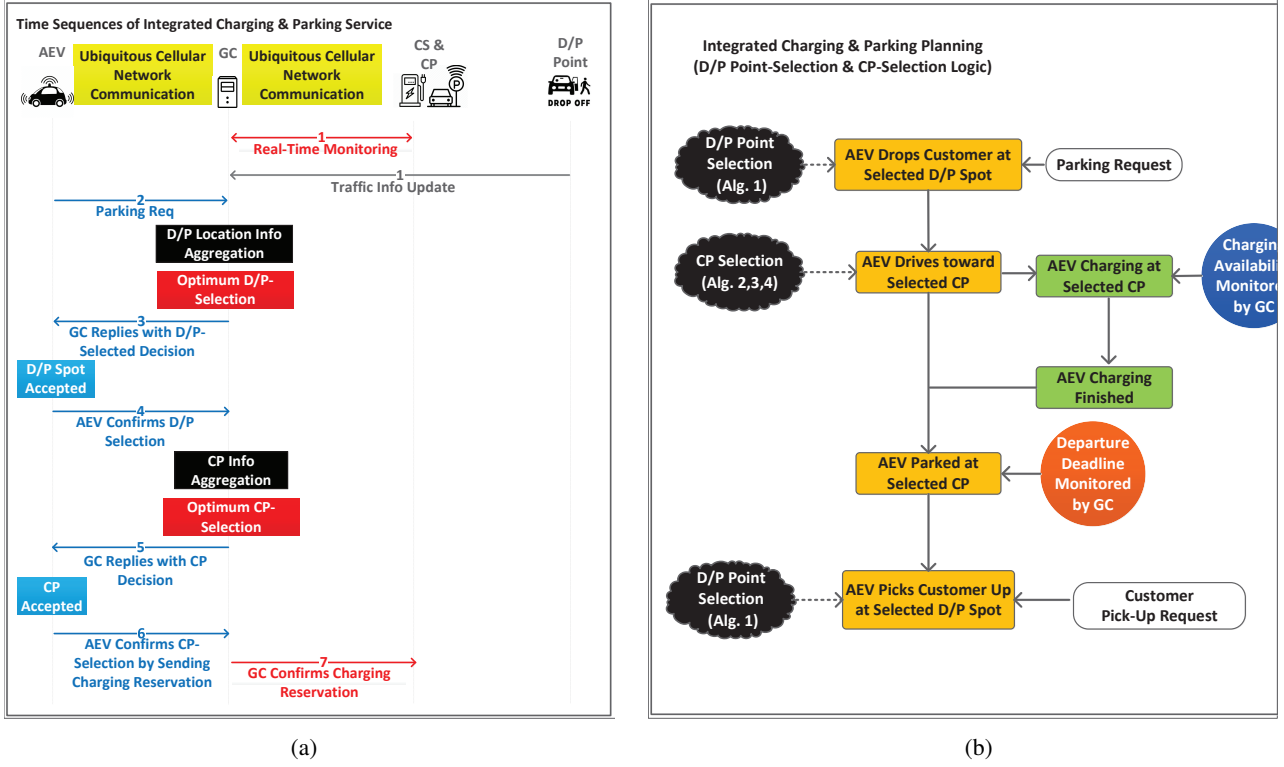 Time Sequences of Integrated Charging & Parking Service
AEV
Ubiquitous Cellular
Network
Communication
GC
Ubiquitous Cellular
Network
Communication
CS &
CP
P
D/P
Point
DROP OFF
1
Real-Time Monitoring
1
Traffic Info Update
2
Parking Req
D/P Location Info
Aggregation
Optimum D/P-
Selection
3
GC Replies with D/P-
Selected Decision
D/P Spot
Accepted
4
AEV Confirms D/P
Selection
CP Info
Aggregation
Optimum CP-
Selection
5
GC Replies with CP
Decision
CP
Accepted
6
AEV Confirms CP-
Selection by Sending
Charging Reservation
7
GC Confirms Charging
Reservation
(a)
Integrated Charging & Parking Planning
(D/P Point-Selection & CP-Selection Logic)
D/P Point
Selection
(Alg. 1)
AEV Drops Customer at
Selected D/P Spot
Parking Request
CP Selection
(Alg. 2,3,4)
AEV Drives toward
Selected CP
AEV Charging at
Selected CP
Chargin
Availabili
Monitored
by GC
AEV Charging
Finished
AEV Parked at
Selected CP
Departure
Deadline
Monitored
by GC
D/P Point
Selection
(Alg. 1)
AEV Picks Customer Up
at Selected D/P Spot
Customer
Pick-Up Request
(b)